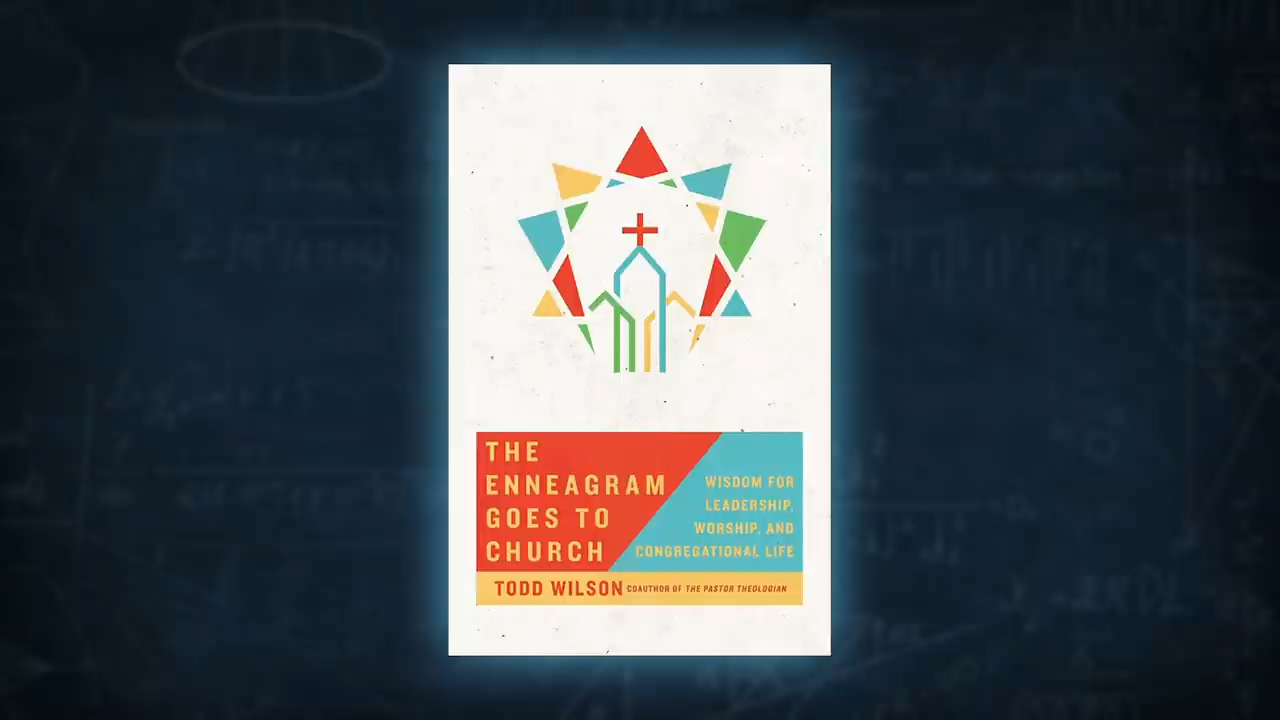 THE
ENNEAGRAM
GOES TO
CHURCH
WISDOM FOR
LEADERSHIP,
WORSHIP, AND
CONGREGATIONAL LIFE
TODD WILSON COAUTHOR OF THE PASTOR THEOLOGIAN